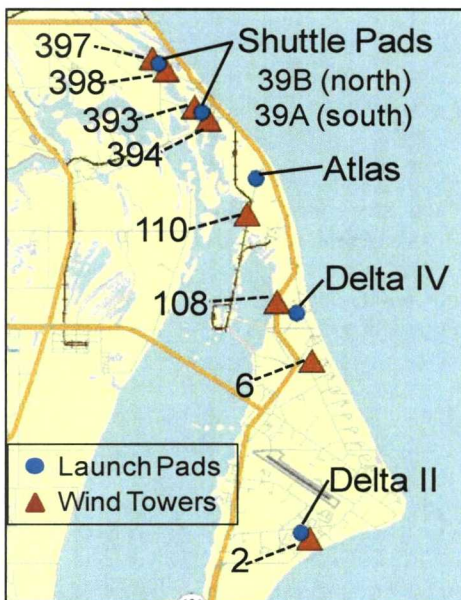 397
Shuttle Pads
398
39B (north)
393
39A (south)
394
Atlas
110
108
Delta IV
6
Launch Pads
Wind Towers
Delta II
2